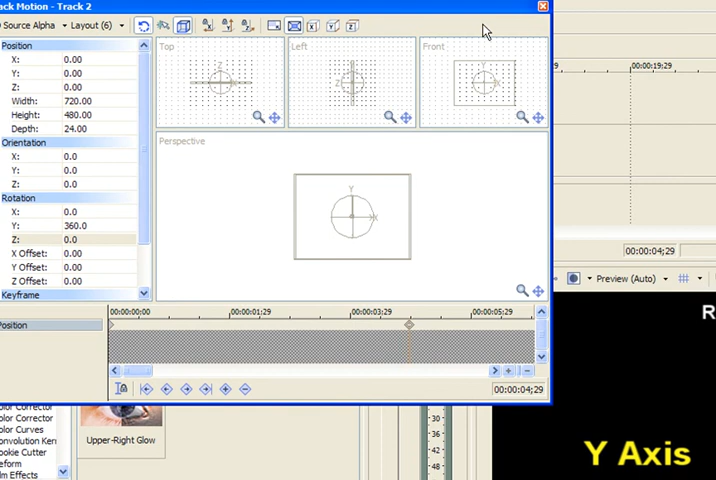 ack Motion - Track 2
Source Alpha
Layout (6)
Position
X: 0.00
Y: 0.00
Z: 0.00
Width: 720.00
Height: 480.00
Depth: 24.00
Orientation
X: 0.0
Y: 0.0
Z: 0.0
Rotation
X: 0.0
Y: 360.0
Z: 0.0
X Offset: 0.00
Y Offset: 0.00
Z Offset: 0.00
Keyframe
Top
Left
Front
Perspective
00:00:00:00
00:00:01:29
00:00:03:29
00:00:05:29
Position
00:00:04;29
00:00:19;29
00:00:04;29
Preview (Auto)
R
Y Axis
olor Corrector
olor Corrector
olor Curves
onvolution Ker
ookie Cutter
eform
lm Effects
Upper-Right Glow
30
36
42
48